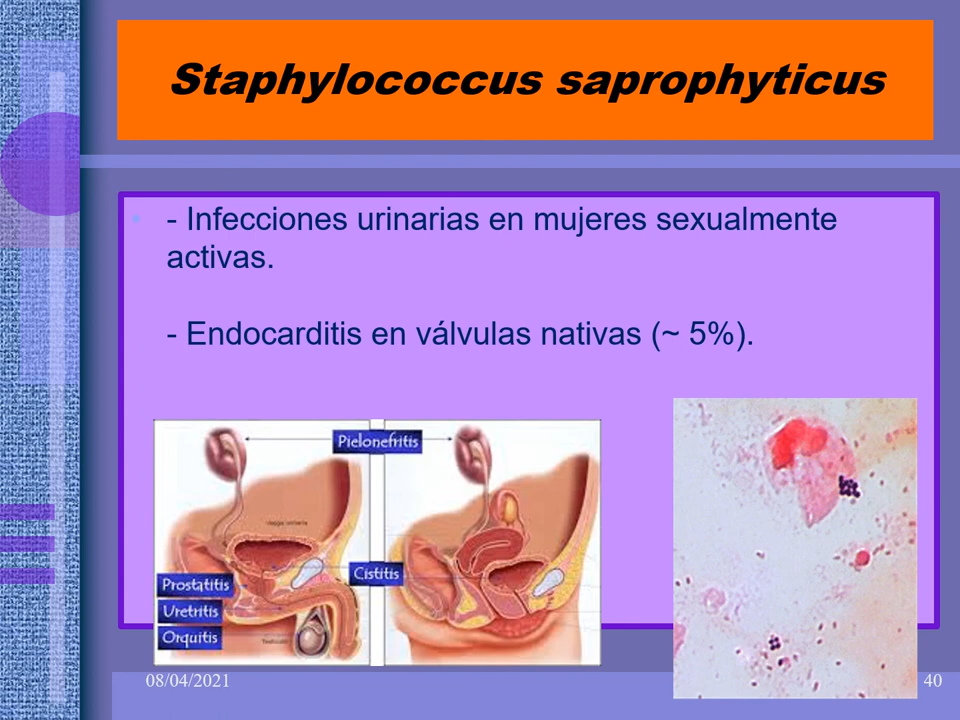 Staphylococcus saprophyticus
- Infecciones urinarias en mujeres sexualmente
activas.
- Endocarditis en válvulas nativas (~ 5%).
Pielonefritis
Cistitis
Prostatitis
Uretritis
Orquitis
08/04/2021
40